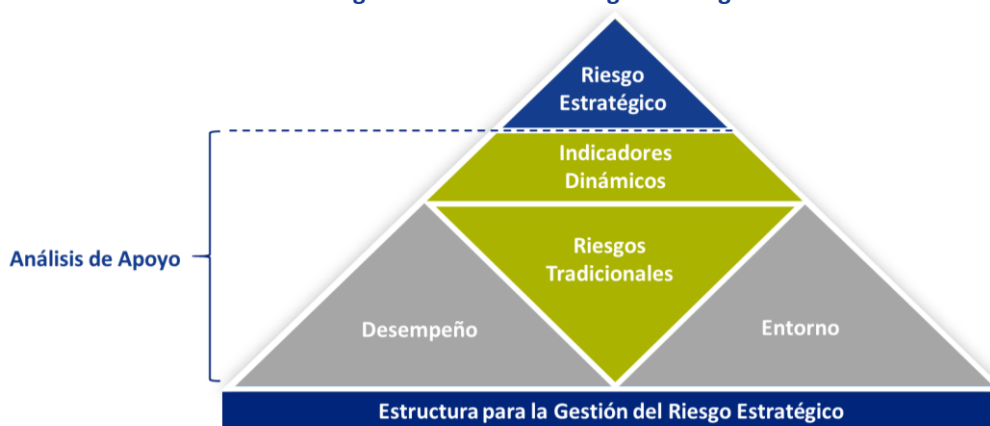 Riesgo
Estratégico
Indicadores
Dinámicos
Análisis de Apoyo
Riesgos
Tradicionales
Desempeño
Entorno
Estructura para la Gestión del Riesgo Estratégico